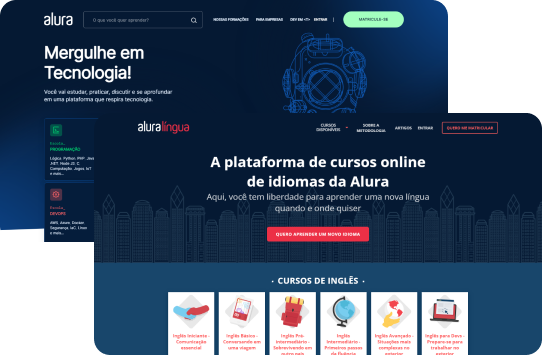 alura
O que você quer aprender?
NOSSAS FORMAÇÕES
PARA EMPRESAS
DEV EM <T>
ENTRAR
MATRICULE-SE
Mergulhe em
Tecnologia!
Você vai estudar, praticar, discutir e se aprofundar
em uma plataforma que respira tecnologia.
Escola_
PROGRAMAÇÃO
Lógica, Python, PHP, Java
.NET, Node JS, C,
Computação, Jogos, IoT
e mais...
Escola_
DEVOPS
AWS, Azure, Docker,
Segurança, IaC, Linux
e mais...
aluralíngua
CURSOS
DISPONÍVEIS
SOBRE A
METODOLOGIA
ARTIGOS
ENTRAR
QUERO ME MATRICULAR
A plataforma de cursos online
de idiomas da Alura
Aqui, você tem liberdade para aprender uma nova língua
quando e onde quiser
QUERO APRENDER UM NOVO IDIOMA
• CURSOS DE INGLÊS •
Inglês Iniciante -
Comunicação
essencial
Inglês Básico -
Conversando em
uma viagem
Inglês Pré-
Intermediário -
Sobrevivendo em
outro país
Inglês
Intermediário -
Primeiros passos
da fluência
Inglês Avançado -
Situações mais
complexas no
exterior
Inglês para Devs -
Prepare-se para
trabalhar no
exterior